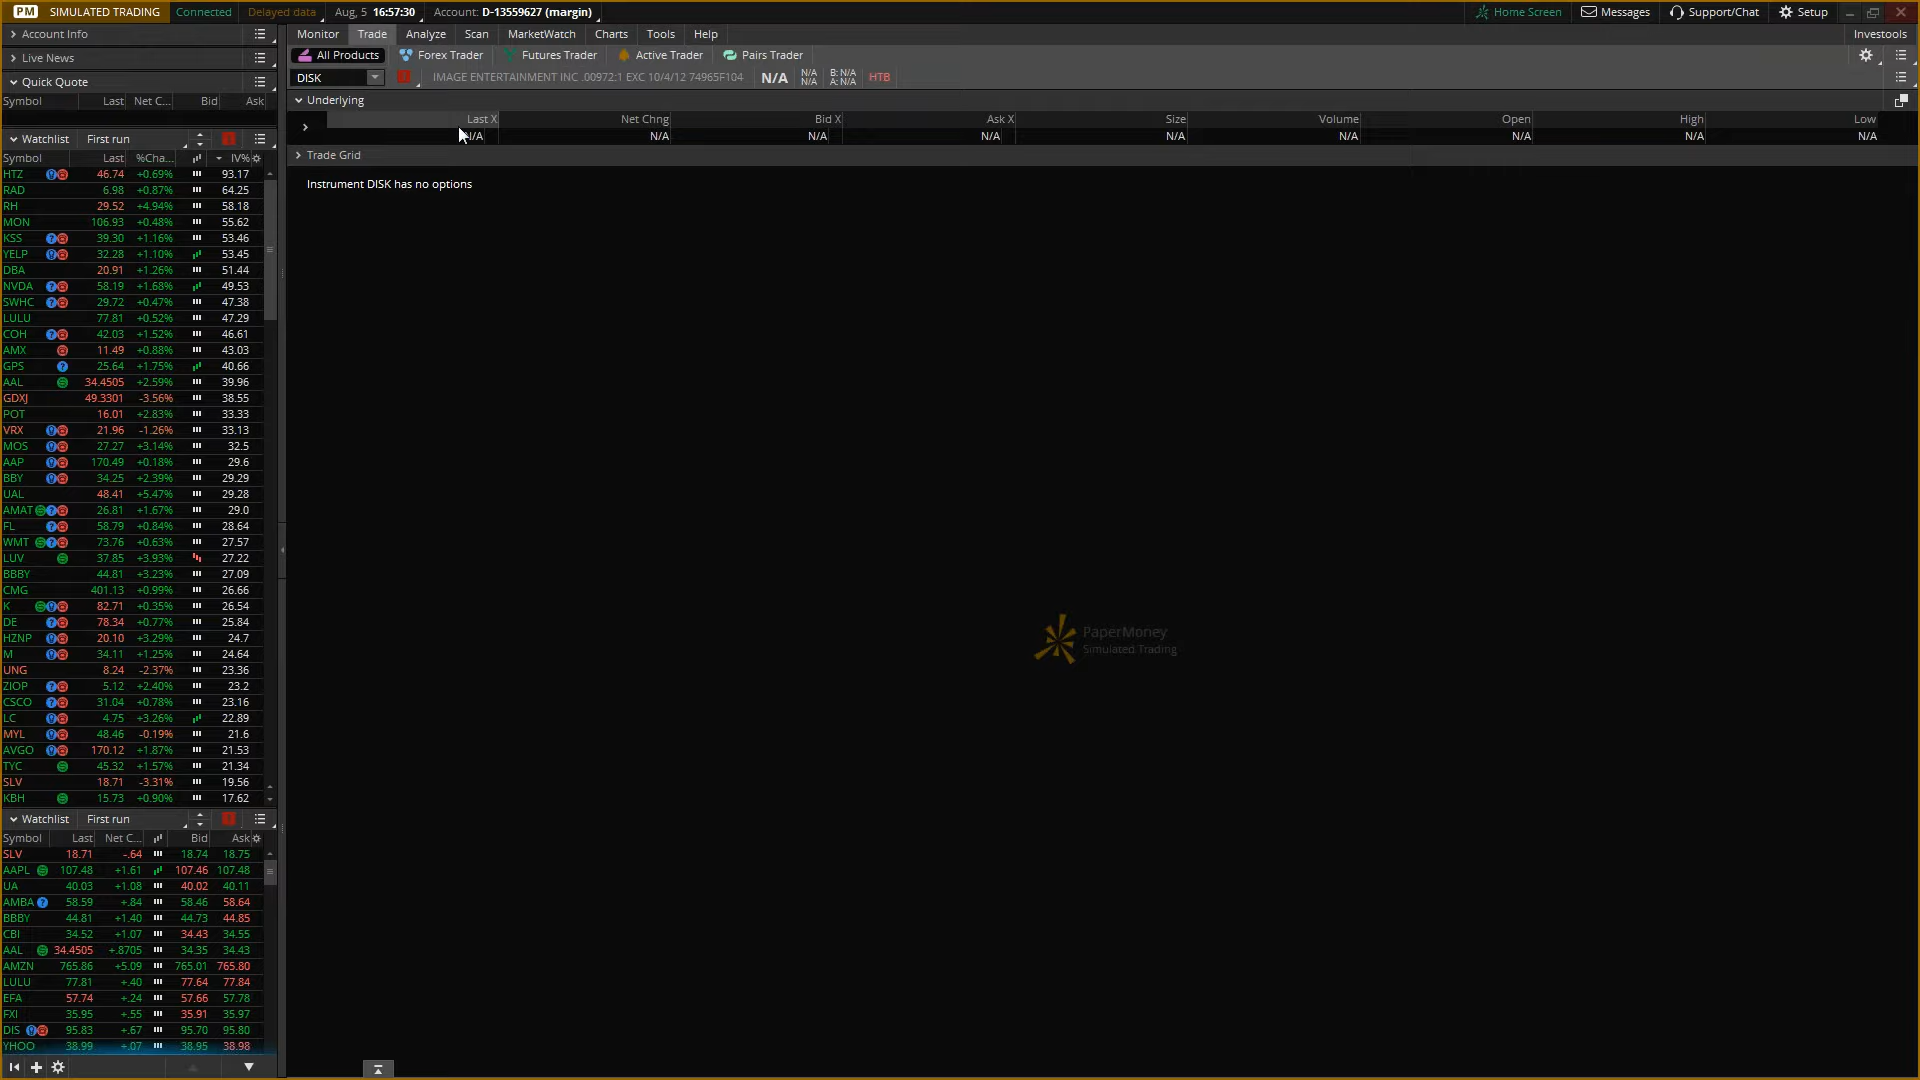 PM SIMULATED TRADING Connected Delayed data Aug, 5 16:57:30 Account: D-13559627 (margin) Home Screen Messages Support/Chat Setup
Account Info
Monitor Trade Analyze Scan MarketWatch Charts Tools Help Investools
Live News
All Products Forex Trader Futures Trader Active Trader Pairs Trader
Quick Quote
DISK IMAGE ENTERTAINMENT INC .00972:1 EXC 10/4/12 74965F104 N/A N/A N/A B: N/A A: N/A HTB
Symbol Last Net C... Bid Ask
Underlying
Last X Net Chng Bid X Ask X Size Volume Open High Low
N/A N/A N/A N/A N/A N/A N/A N/A N/A
Trade Grid
Instrument DISK has no options
Watchlist First run
Symbol Last %Cha... IV%
HTZ 46.74 +0.69% 93.17
RAD 6.98 +0.87% 64.25
RH 29.52 +4.94% 58.18
MON 106.93 +0.48% 55.62
KSS 39.30 +1.16% 53.46
YELP 32.28 +1.10% 53.45
DBA 20.91 +1.26% 51.44
NVDA 58.19 +1.68% 49.53
SWHC 29.72 +0.47% 47.38
LULU 77.81 +0.52% 47.29
COH 42.03 +1.52% 46.61
AMX 11.49 +0.88% 43.03
GPS 25.64 +1.75% 40.66
AAL 34.4505 +2.59% 39.96
GDXJ 49.3301 -3.56% 38.55
POT 16.01 +2.83% 33.33
VRX 21.96 -1.26% 33.13
MOS 27.27 +3.14% 32.5
AAP 170.49 +0.18% 29.6
BBY 34.25 +2.39% 29.29
UAL 48.41 +5.47% 29.28
AMAT 26.81 +1.67% 29.0
FL 58.79 +0.84% 28.64
WMT 73.76 +0.63% 27.57
LUV 37.85 +3.93% 27.22
BBBY 44.81 +3.23% 27.09
CMG 401.13 +0.99% 26.66
K 82.71 +0.35% 26.54
DE 78.34 +0.77% 25.84
HZNP 20.10 +3.29% 24.7
M 34.11 +1.25% 24.64
UNG 8.24 -2.37% 23.36
ZIOP 5.12 +2.40% 23.2
CSCO 31.04 +0.78% 23.16
LC 4.75 +3.26% 22.89
MYL 48.46 -0.19% 21.6
AVGO 170.12 +1.87% 21.53
TYC 45.32 +1.57% 21.34
SLV 18.71 -3.31% 19.56
KBH 15.73 +0.90% 17.62
PaperMoney
Simulated Trading
Watchlist First run
Symbol Last Net C... Bid Ask
SLV 18.71 -.64 18.74 18.75
AAPL 107.48 +1.61 107.46 107.48
UA 40.03 +1.08 40.02 40.11
AMBA 58.59 +.84 58.46 58.64
BBBY 44.81 +1.40 44.73 44.85
CBI 34.52 +1.07 34.43 34.55
AAL 34.4505 +.8705 34.35 34.43
AMZN 765.86 +5.09 765.01 765.80
LULU 77.81 +.40 77.64 77.84
EFA 57.74 +.24 57.66 57.78
FXI 35.95 +.55 35.91 35.97
DIS 95.83 +.67 95.70 95.80
YHOO 38.99 +.07 38.95 38.98